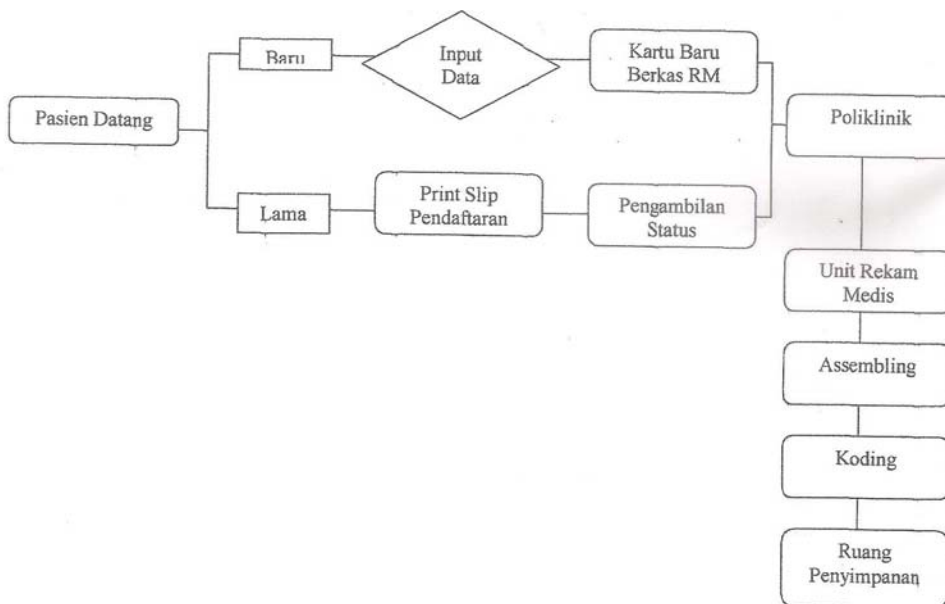 Baru
Input
Data
Kartu Baru
Berkas RM
Pasien Datang
Poliklinik
Lama
Print Slip
Pendaftaran
Pengambilan
Status
Unit Rekam
Medis
Assembling
Koding
Ruang
Penyimpanan